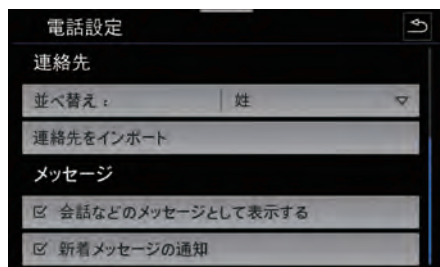 電話設定
連絡先
並べ替え： 姓
連絡先をインポート
メッセージ
会話などのメッセージとして表示する
新着メッセージの通知